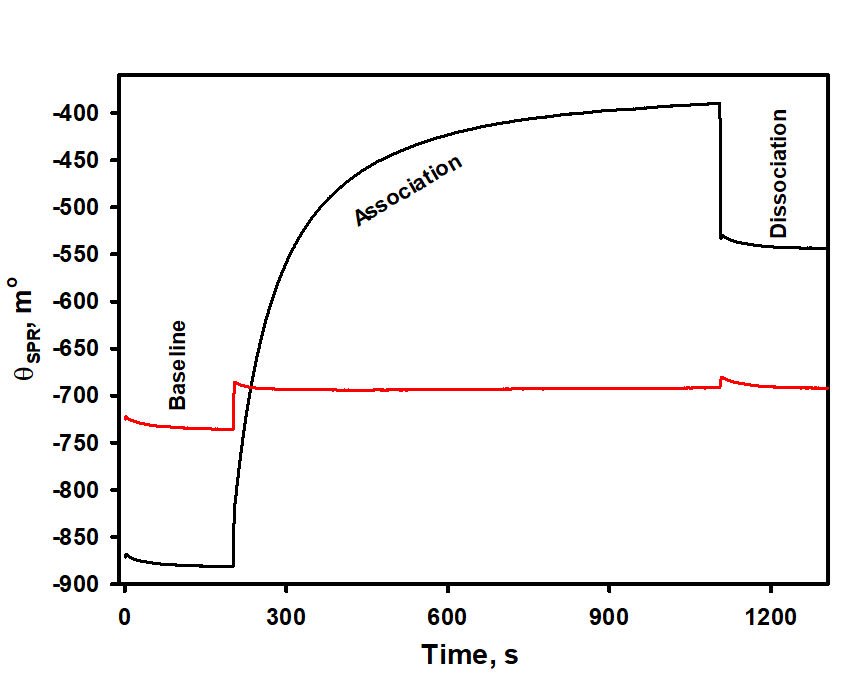 -400
-450
-500
-550
-600
-650
-700
-750
-800
-850
-900
0 300 600 900 1200
Time, s
θSPR, mº
Baseline
Association
Dissociation